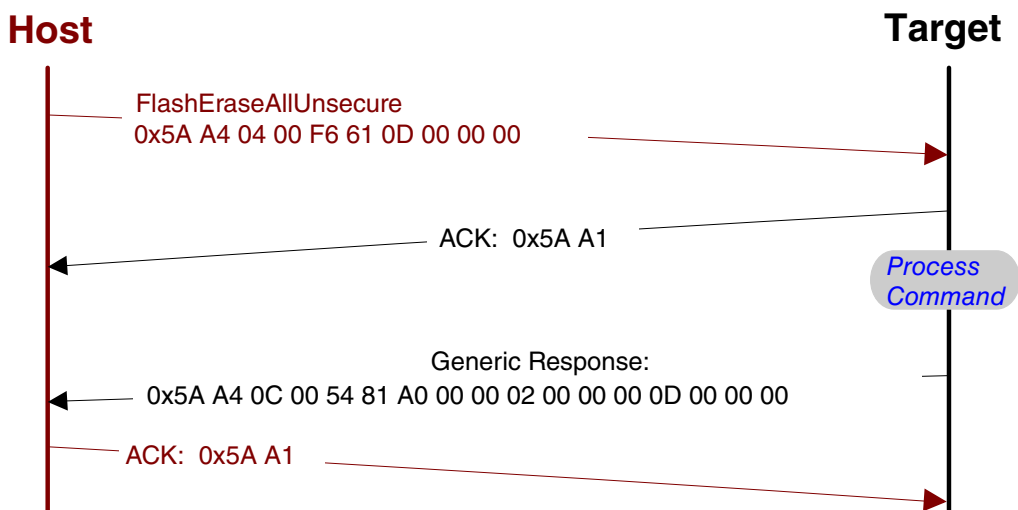 Host
Target
FlashEraseAllUnsecure
0x5A A4 04 00 F6 61 0D 00 00 00
ACK: 0x5A A1
Process
Command
Generic Response:
0x5A A4 0C 00 54 81 A0 00 00 02 00 00 00 0D 00 00 00
ACK: 0x5A A1